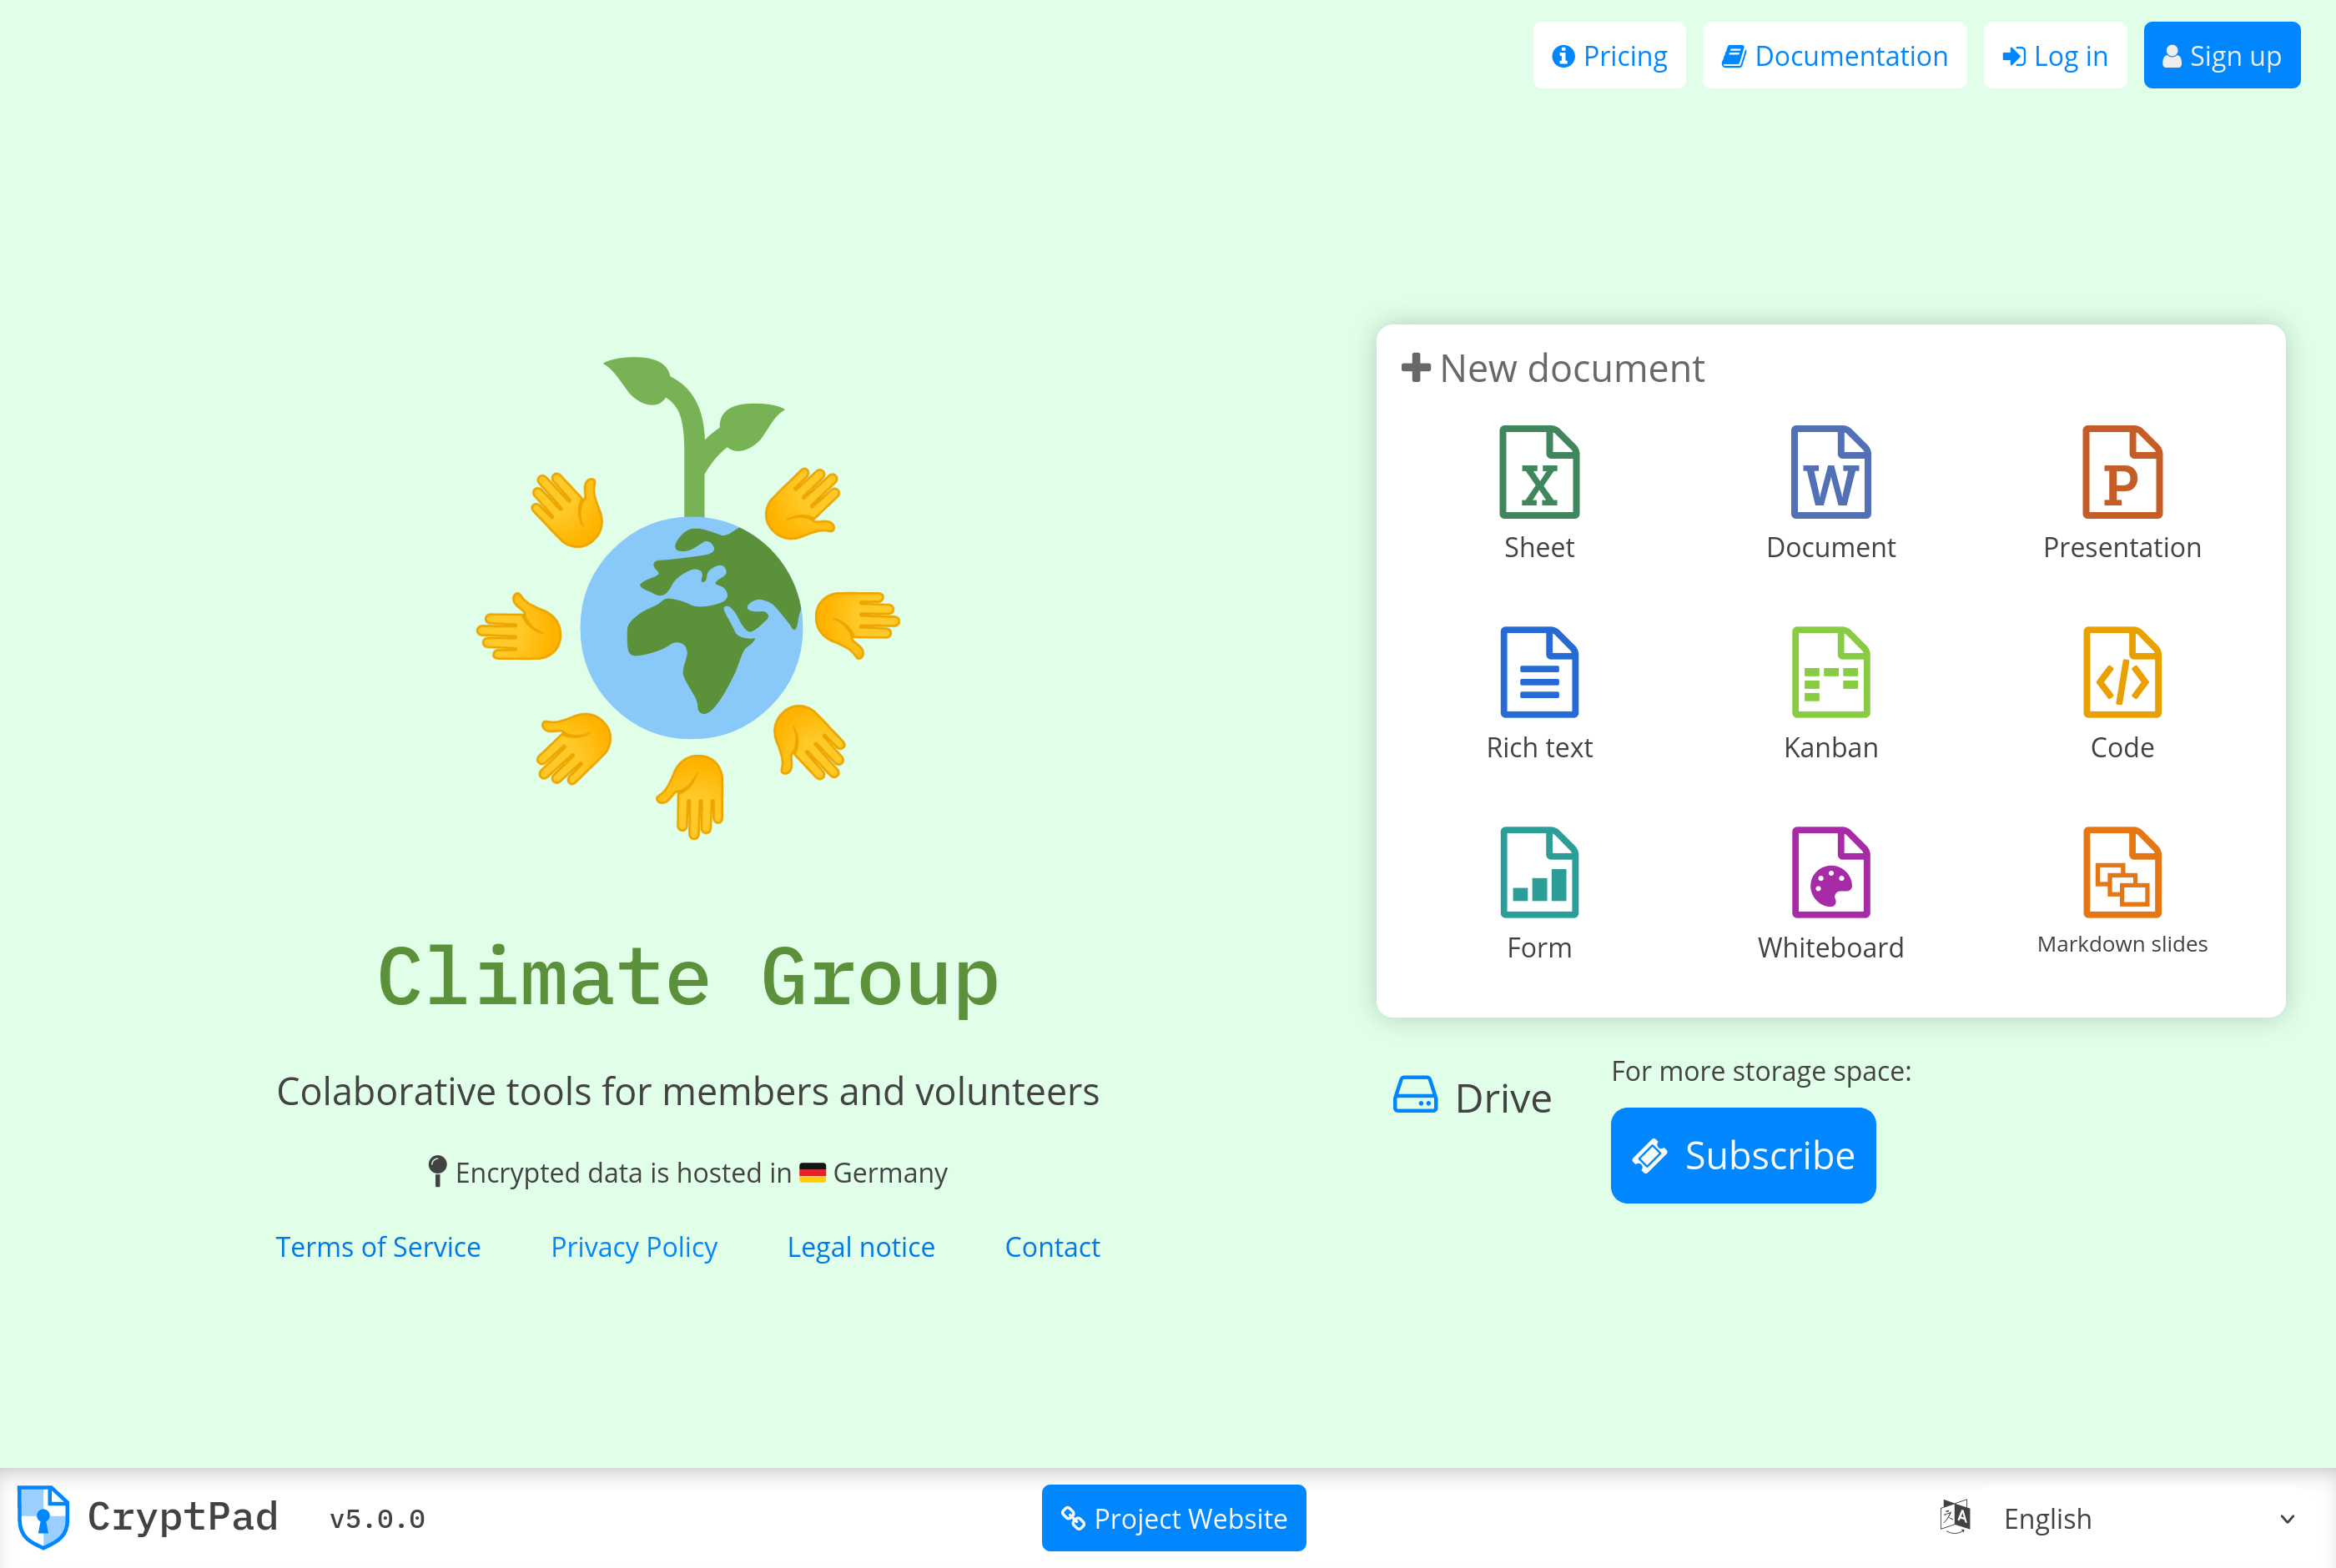 Pricing
Documentation
Log in
Sign up
Climate Group
Colaborative tools for members and volunteers
Encrypted data is hosted in Germany
Terms of Service
Privacy Policy
Legal notice
Contact
New document
X
W
P
Sheet
Document
Presentation
Rich text
Kanban
Code
Form
Whiteboard
Markdown slides
Drive
For more storage space:
Subscribe
CryptPad
v5.0.0
Project Website
English